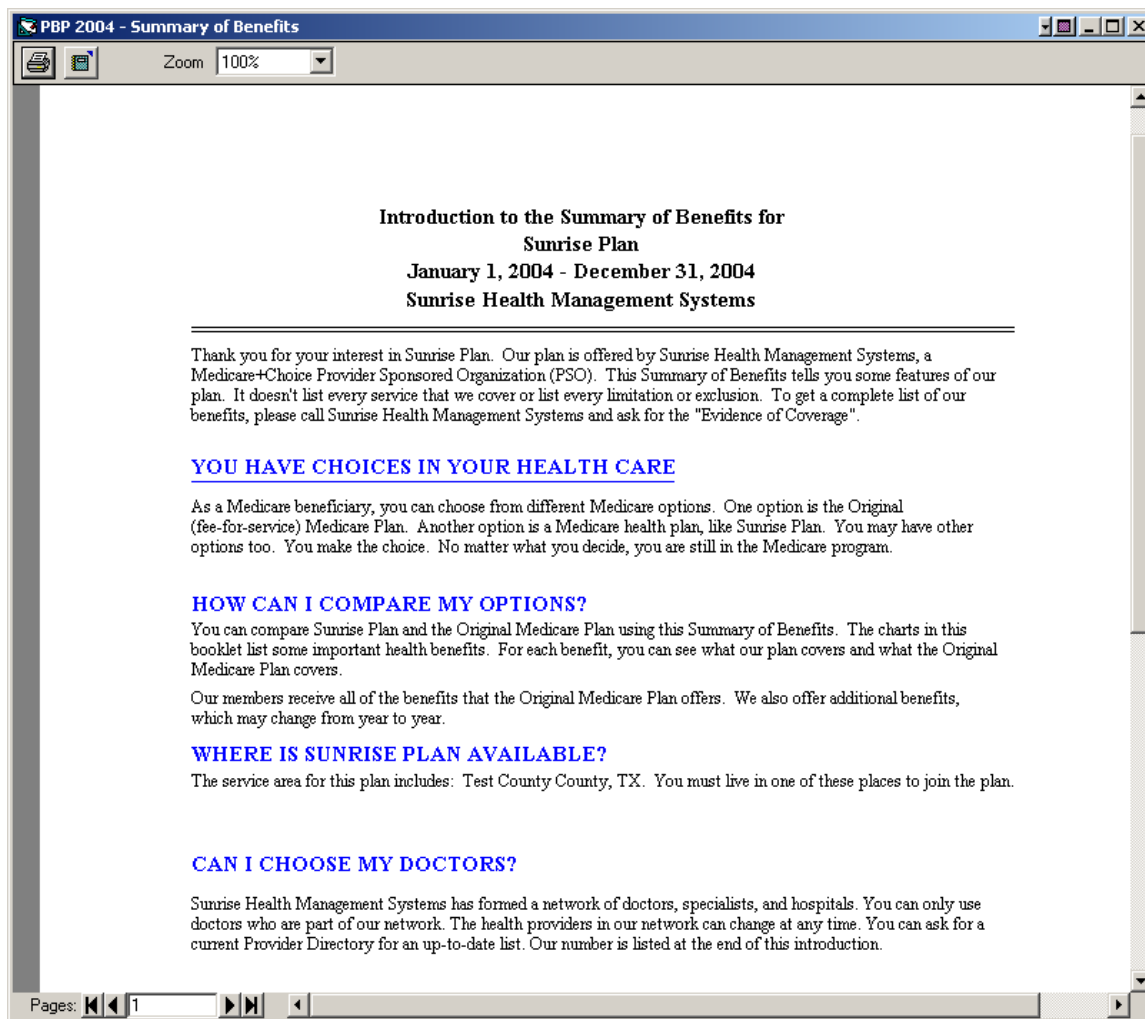 PBP 2004 - Summary of Benefits
Zoom 100%
Introduction to the Summary of Benefits for
Sunrise Plan
January 1, 2004 - December 31, 2004
Sunrise Health Management Systems
Thank you for your interest in Sunrise Plan.  Our plan is offered by Sunrise Health Management Systems, a
Medicare+Choice Provider Sponsored Organization (PSO).  This Summary of Benefits tells you some features of our
plan.  It doesn't list every service that we cover or list every limitation or exclusion.  To get a complete list of our
benefits, please call Sunrise Health Management Systems and ask for the "Evidence of Coverage".
YOU HAVE CHOICES IN YOUR HEALTH CARE
As a Medicare beneficiary, you can choose from different Medicare options.  One option is the Original
(fee-for-service) Medicare Plan.  Another option is a Medicare health plan, like Sunrise Plan.  You may have other
options too.  You make the choice.  No matter what you decide, you are still in the Medicare program.
HOW CAN I COMPARE MY OPTIONS?
You can compare Sunrise Plan and the Original Medicare Plan using this Summary of Benefits.  The charts in this
booklet list some important health benefits.  For each benefit, you can see what our plan covers and what the Original
Medicare Plan covers.
Our members receive all of the benefits that the Original Medicare Plan offers.  We also offer additional benefits,
which may change from year to year.
WHERE IS SUNRISE PLAN AVAILABLE?
The service area for this plan includes:  Test County County, TX.  You must live in one of these places to join the plan.
CAN I CHOOSE MY DOCTORS?
Sunrise Health Management Systems has formed a network of doctors, specialists, and hospitals. You can only use
doctors who are part of our network. The health providers in our network can change at any time. You can ask for a
current Provider Directory for an up-to-date list. Our number is listed at the end of this introduction.
Pages: 1